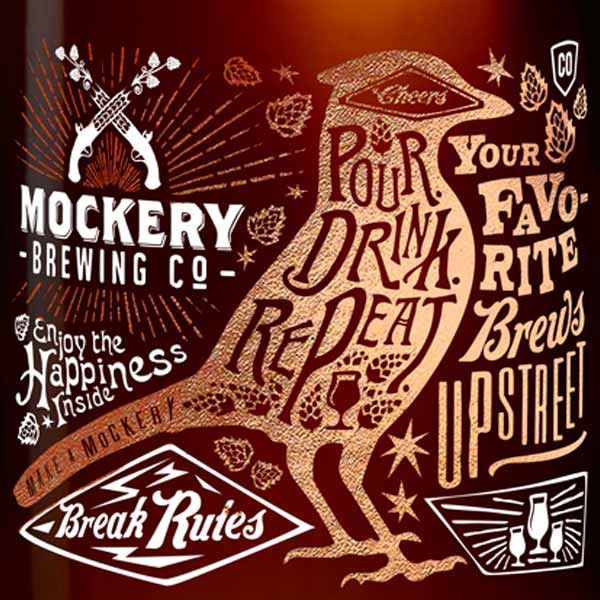 MOCKERY
-BREWING CO-
Enjoy the
Happiness
Inside
MAKE A MOCKERY
Break Rules
Cheers
POUR.
DRINK.
REPEAT.
CO
YOUR
FAVO-
RITE
Brews
UPSTREET